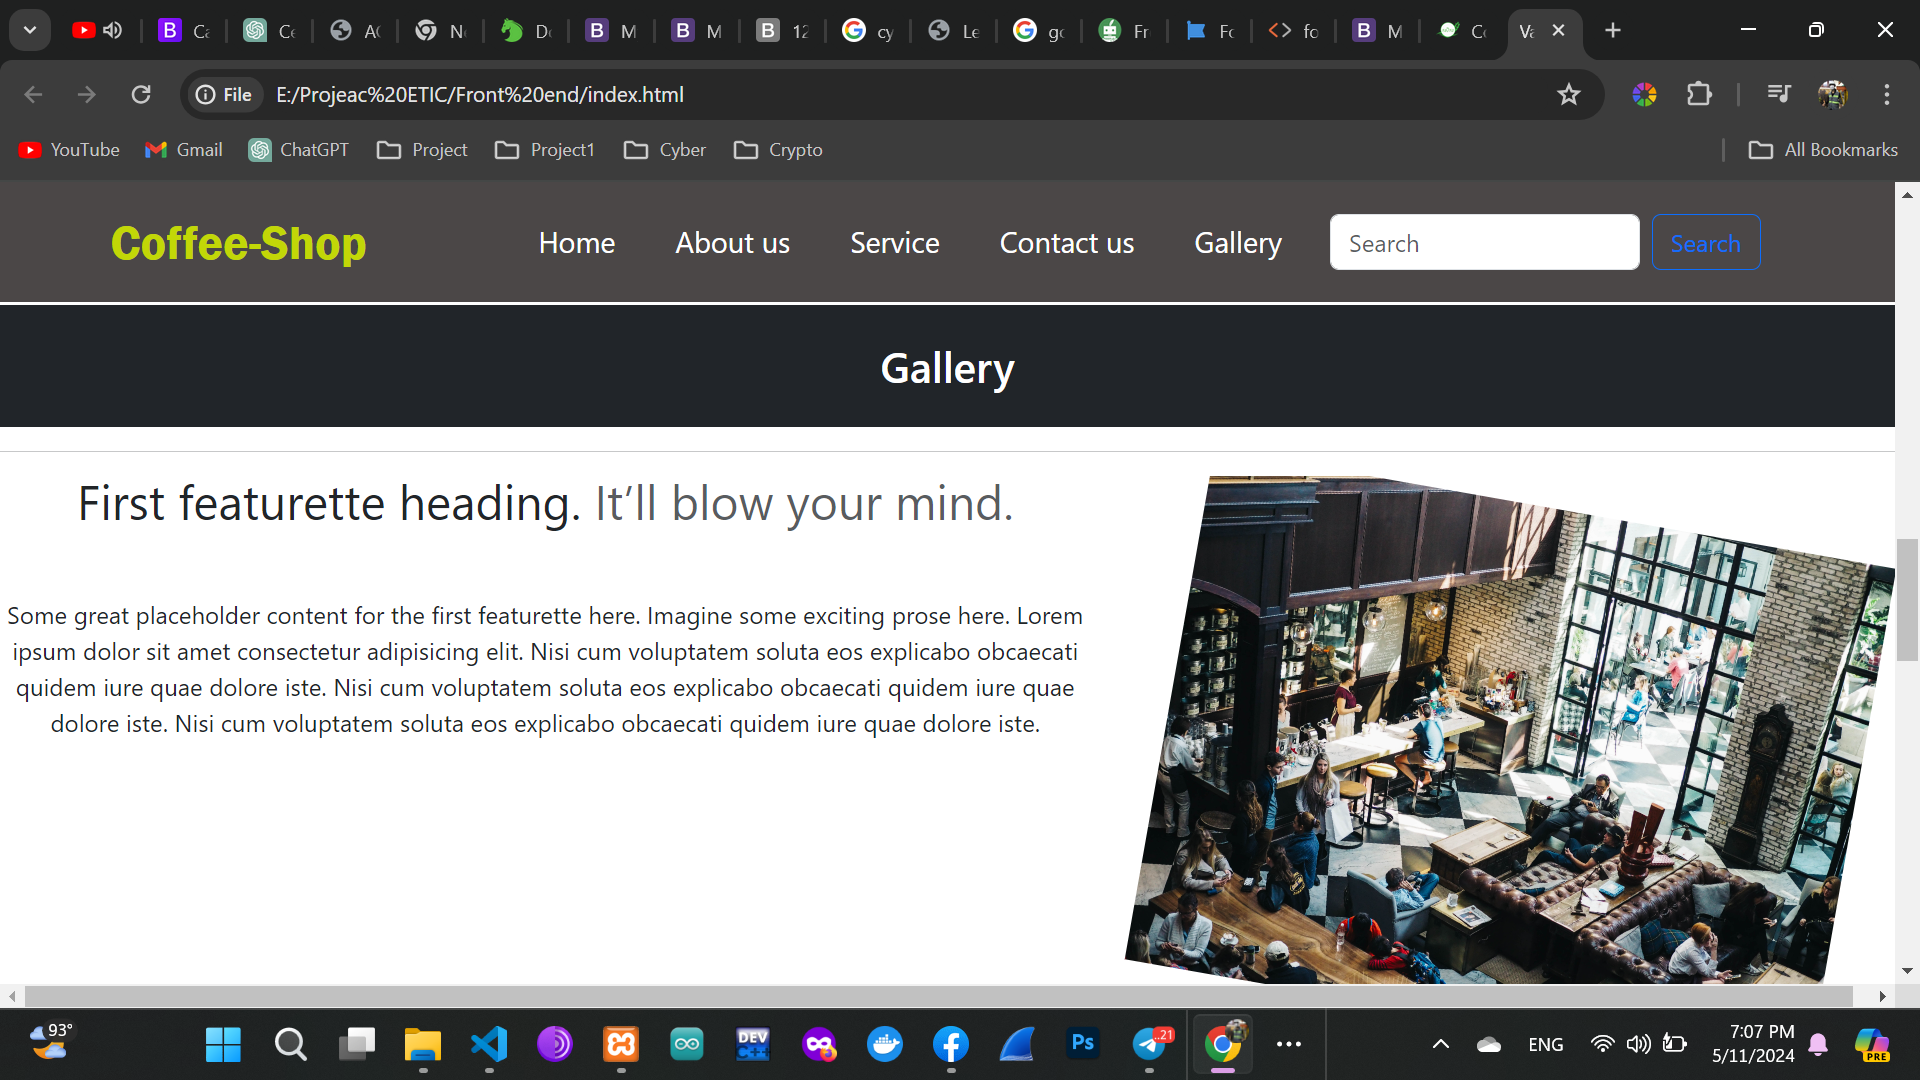 Ca
Ce
AC
Ne
De
M
M
12
cy
Le
go
Fr
Fo
fo
M
Co
Va
File
E:/Projeac%20ETIC/Front%20end/index.html
YouTube
Gmail
ChatGPT
Project
Project1
Cyber
Crypto
All Bookmarks
Coffee-Shop
Home
About us
Service
Contact us
Gallery
Search
Search
Gallery
First featurette heading. It’ll blow your mind.
Some great placeholder content for the first featurette here. Imagine some exciting prose here. Lorem
ipsum dolor sit amet consectetur adipisicing elit. Nisi cum voluptatem soluta eos explicabo obcaecati
quidem iure quae dolore iste. Nisi cum voluptatem soluta eos explicabo obcaecati quidem iure quae
dolore iste. Nisi cum voluptatem soluta eos explicabo obcaecati quidem iure quae dolore iste.
93°
DEV
C++
Ps
..21
ENG
7:07 PM
5/11/2024
PRE